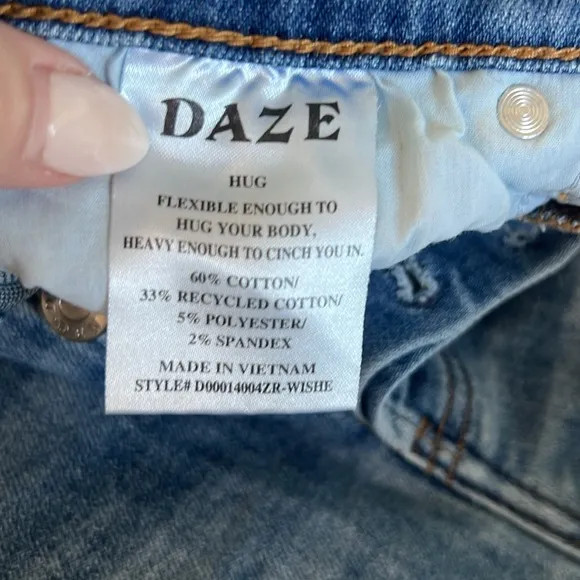 DAZE
HUG
FLEXIBLE ENOUGH TO
HUG YOUR BODY,
HEAVY ENOUGH TO CINCH YOU IN.
60% COTTON/
33% RECYCLED COTTON/
5% POLYESTER/
2% SPANDEX
MADE IN VIETNAM
STYLE# D00014004ZR-WISHE